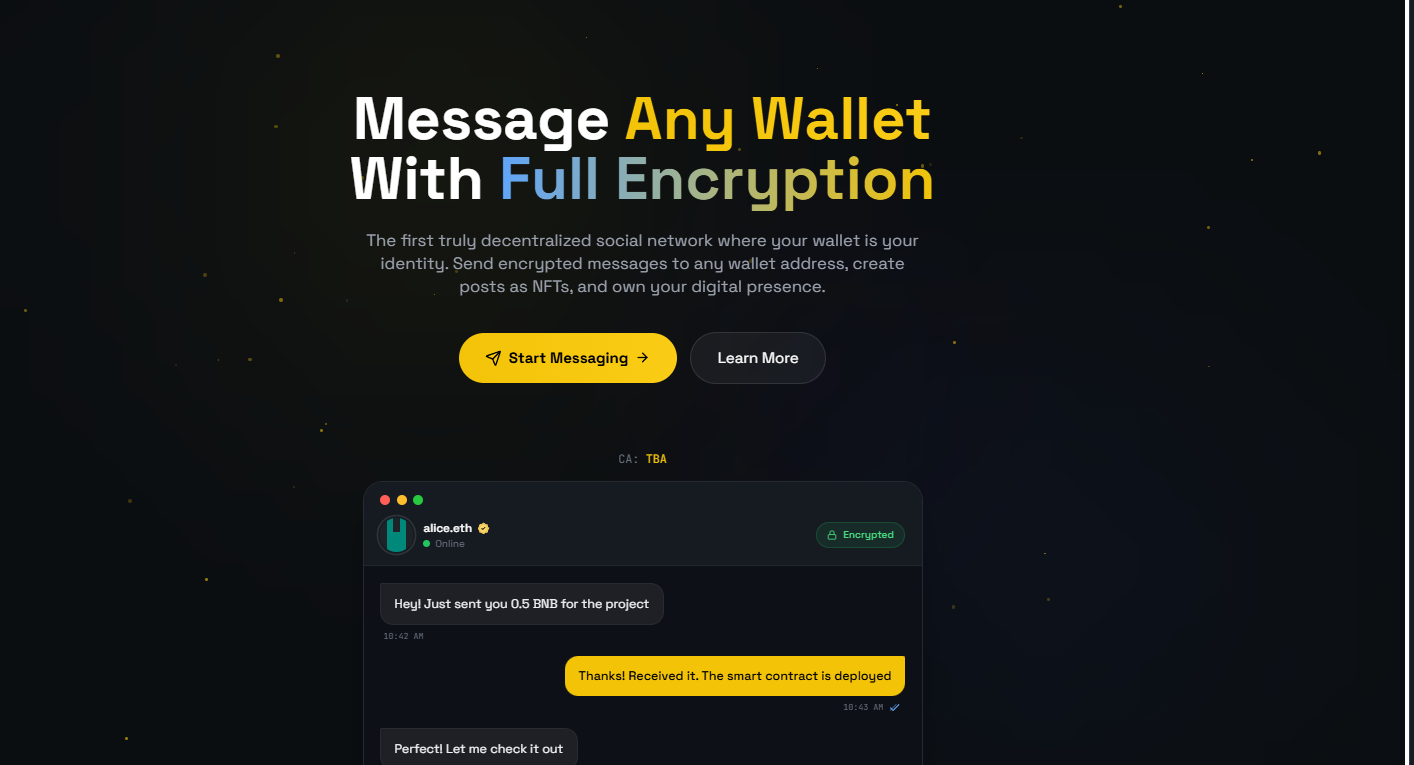 Message Any Wallet
With Full Encryption
The first truly decentralized social network where your wallet is your
identity. Send encrypted messages to any wallet address, create
posts as NFTs, and own your digital presence.
Start Messaging
Learn More
CA: TBA
alice.eth
Online
Encrypted
Hey! Just sent you 0.5 BNB for the project
10:42 AM
Thanks! Received it. The smart contract is deployed
10:43 AM
Perfect! Let me check it out